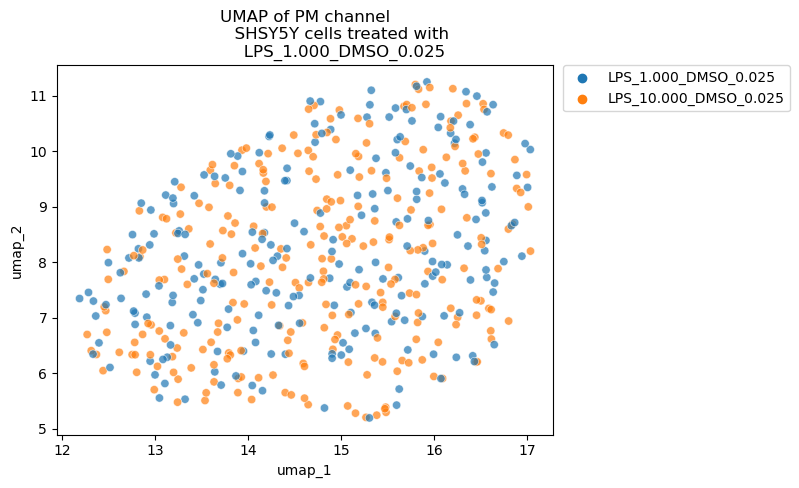 UMAP of PM channel
SHSY5Y cells treated with
LPS_1.000_DMSO_0.025
LPS_1.000_DMSO_0.025
LPS_10.000_DMSO_0.025
umap_2
11
10
9
8
7
6
5
12 13 14 15 16 17
umap_1